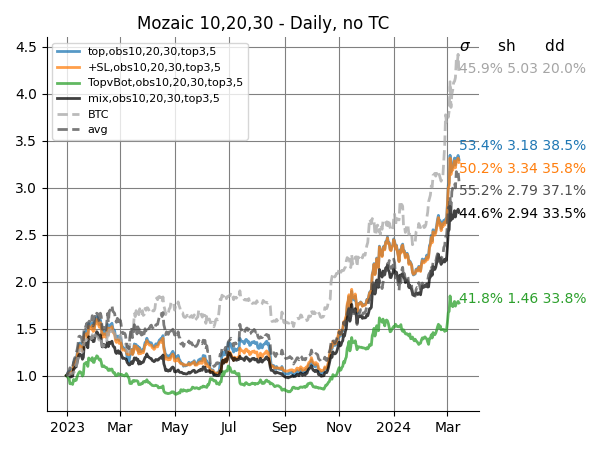 Mozaic 10,20,30 - Daily, no TC
σ sh dd
top,obs10,20,30,top3,5
+SL,obs10,20,30,top3,5
TopvBot,obs10,20,30,top3,5
mix,obs10,20,30,top3,5
BTC
avg
45.9% 5.03 20.0%
53.4% 3.18 38.5%
50.2% 3.34 35.8%
55.2% 2.79 37.1%
44.6% 2.94 33.5%
41.8% 1.46 33.8%
4.5
4.0
3.5
3.0
2.5
2.0
1.5
1.0
2023 Mar May Jul Sep Nov 2024 Mar